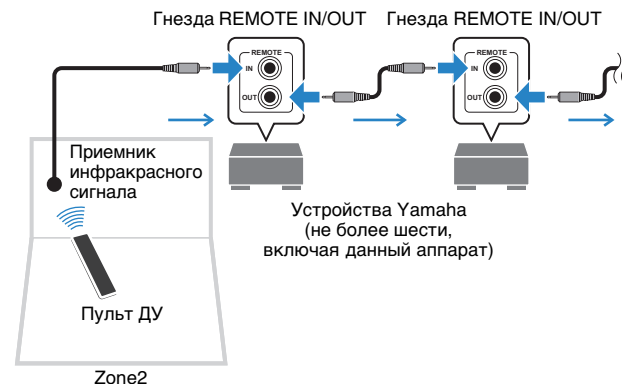 Гнезда REMOTE IN/OUT
Гнезда REMOTE IN/OUT
REMOTE
IN
OUT
REMOTE
IN
OUT
Приемник
инфракрасного
сигнала
Устройства Yamaha
(не более шести,
включая данный аппарат)
Пульт ДУ
Zone2